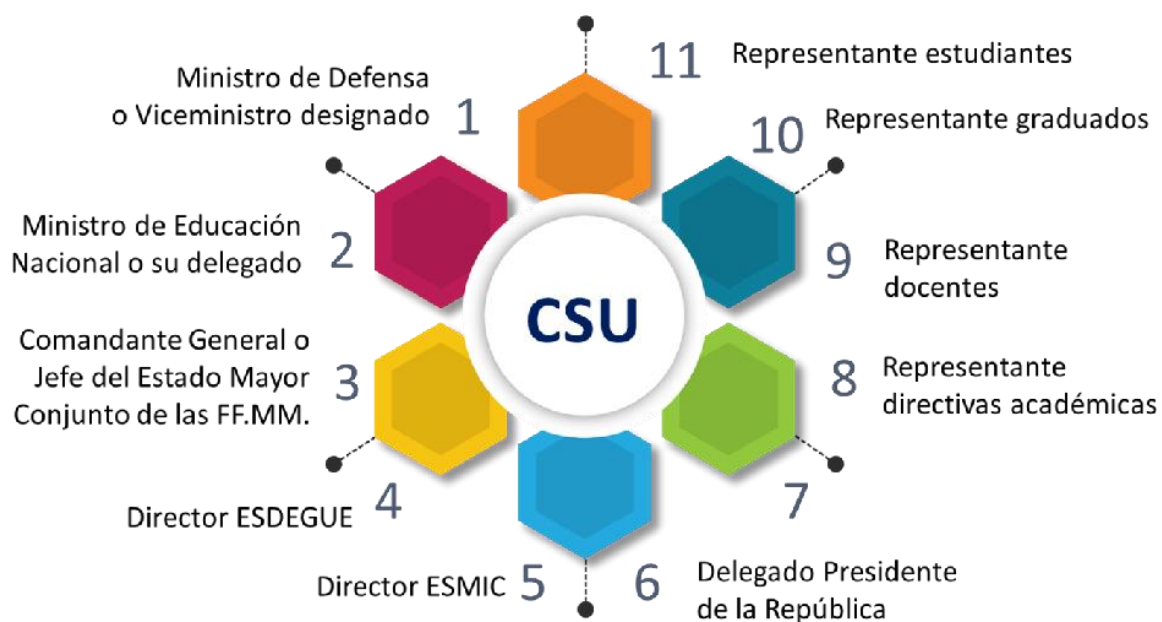 1
Ministro de Defensa
o Viceministro designado
2
Ministro de Educación
Nacional o su delegado
3
Comandante General o
Jefe del Estado Mayor
Conjunto de las FF.MM.
4
Director ESDEGUE
5
Director ESMIC
6
Delegado Presidente
de la República
7
8
Representante
directivas académicas
9
Representante
docentes
10
Representante graduados
11
Representante estudiantes
CSU